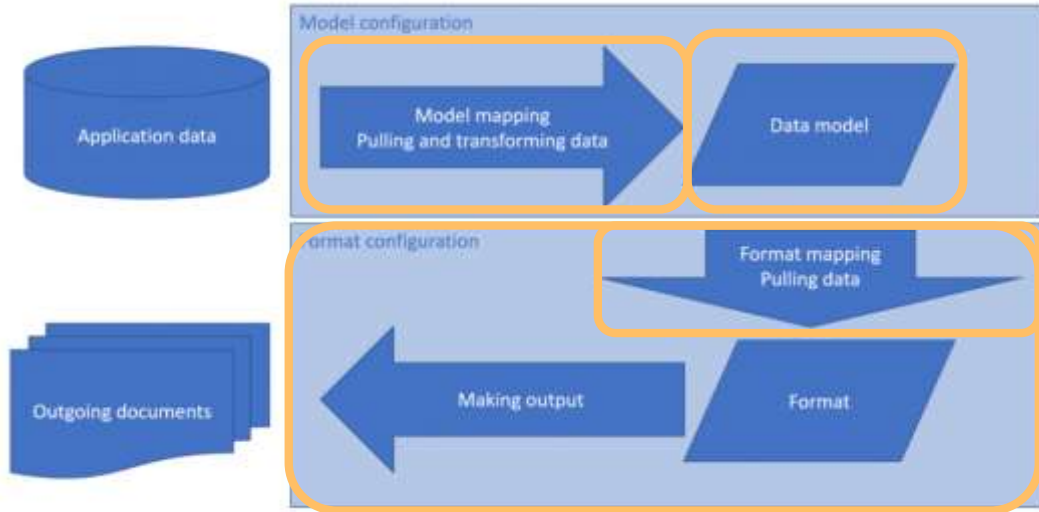 Model configuration
Application data
Model mapping
Pulling and transforming data
Data model
Format configuration
Format mapping
Pulling data
Outgoing documents
Making output
Format